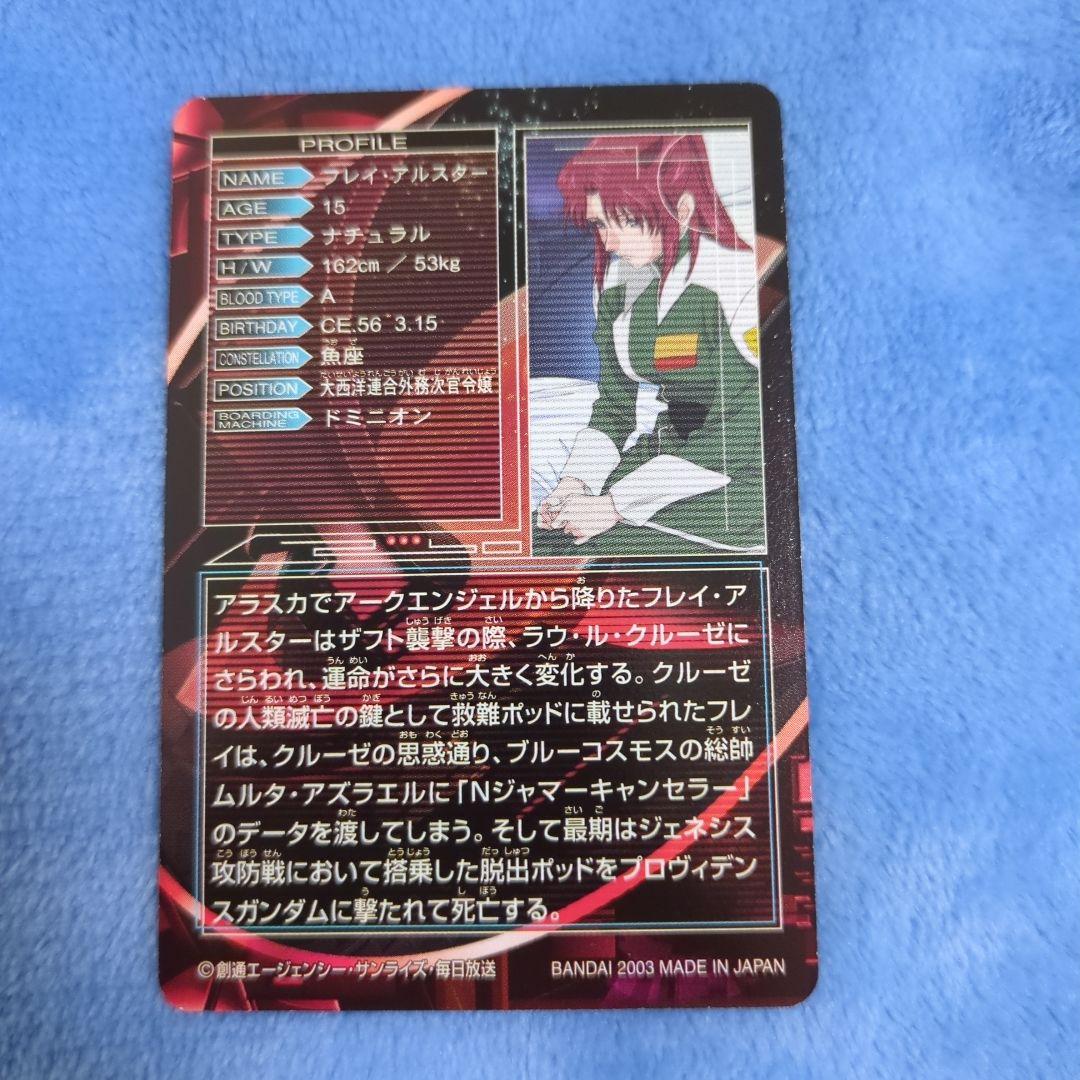 PROFILE
NAME フレイ・アルスター
AGE 15
TYPE ナチュラル
H/W 162cm / 53kg
BLOOD TYPE A
BIRTHDAY CE.56 3.15
CONSTELLATION 魚座
POSITION 大西洋連合外務次官令嬢
BOARDING MACHINE ドミニオン
アラスカでアークエンジェルから降りたフレイ・ア
ルスターはザフト襲撃の際、ラウ・ル・クルーゼに
さらわれ、運命がさらに大きく変化する。クルーゼ
の人類滅亡の鍵として救難ポッドに載せられたフレ
イは、クルーゼの思惑通り、ブルーコスモスの総帥
ムルタ・アズラエルに「Nジャマーキャンセラー」
のデータを渡してしまう。そして最期はジェネシス
攻防戦において搭乗した脱出ポッドをプロヴィデン
スガンダムに撃たれて死亡する。
©創通エージェンシー・サンライズ・毎日放送 BANDAI 2003 MADE IN JAPAN